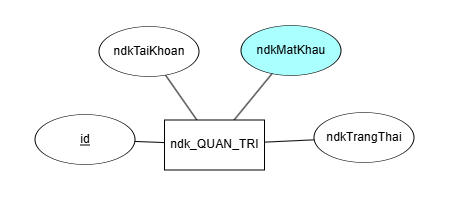 ndkTaiKhoan
ndkMatKhau
id
ndk_QUAN_TRI
ndkTrangThai